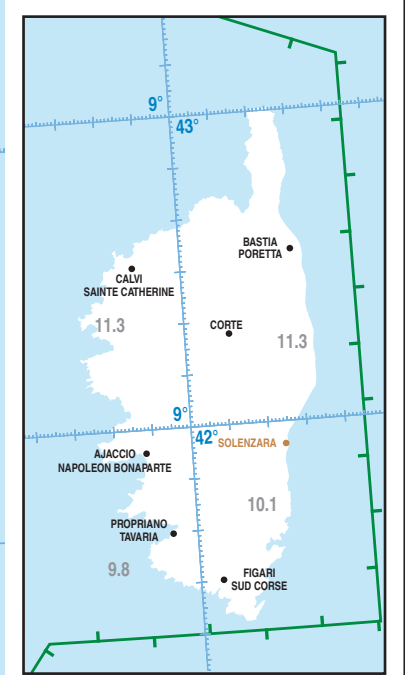 9°
43°
BASTIA
PORETTA
CALVI
SAINTE CATHERINE
11.3
CORTE
11.3
9°
42°
SOLENZARA
AJACCIO
NAPOLEON BONAPARTE
10.1
PROPRIANO
TAVARIA
9.8
FIGARI
SUD CORSE